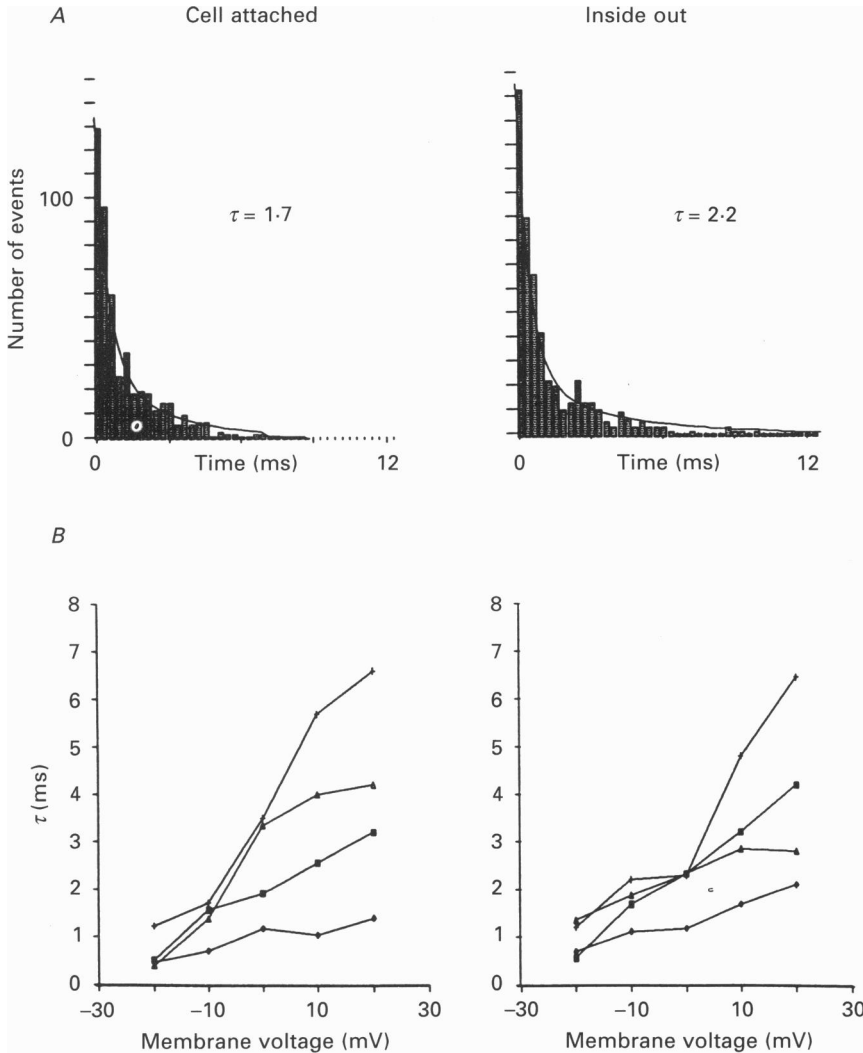 A
Cell attached
Inside out
Number of events
100
0
τ = 1·7
0
Time (ms)
12
τ = 2·2
0
Time (ms)
12
B
τ (ms)
8
7
6
5
4
3
2
1
0
–30
–10
10
30
Membrane voltage (mV)
8
7
6
5
4
3
2
1
0
–30
–10
10
30
Membrane voltage (mV)